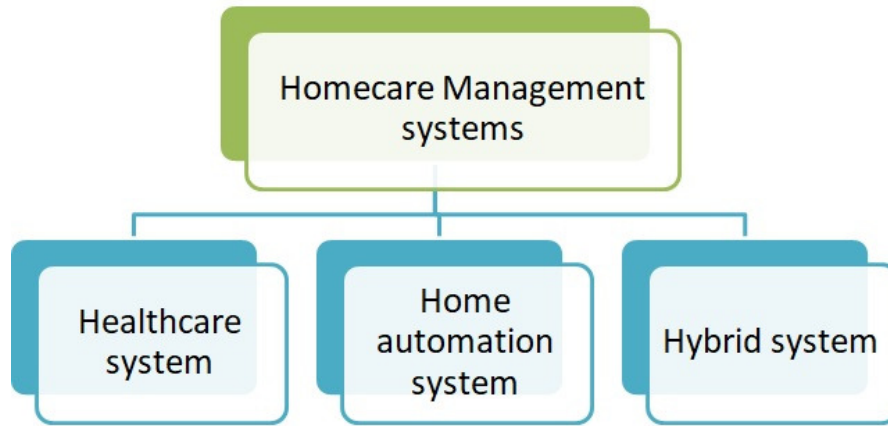 Homecare Management
systems
Healthcare
system
Home
automation
system
Hybrid system